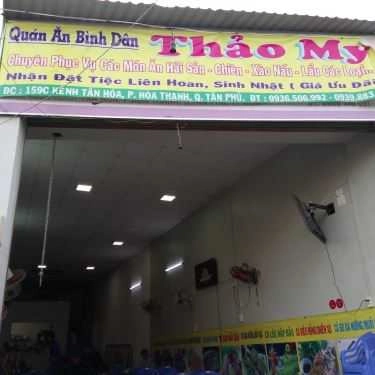 Quán Ăn Bình Dân Thảo My
chuyên Phục Vụ Các Món Ăn Hải Sản - Chiên - Xào Nấu - Lẩu Các Loại..
Nhận Đặt Tiệc Liên Hoan, Sinh Nhật ( Giá Ưu Đãi
ĐC : 159C KÊNH TÂN HÓA, P. HÒA THẠNH, Q. TÂN PHÚ. ĐT : 0936.506.992 - 0939.883